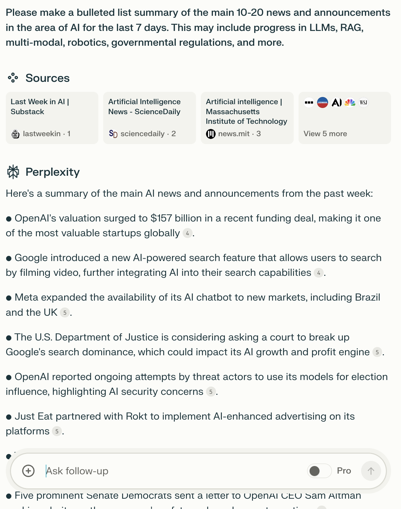 Please make a bulleted list summary of the main 10-20 news and announcements
in the area of AI for the last 7 days. This may include progress in LLMs, RAG,
multi-modal, robotics, governmental regulations, and more.
Sources
Last Week in AI |
Substack
lastweekin · 1
Artificial Intelligence
News - ScienceDaily
sciencedaily · 2
Artificial intelligence |
Massachusetts
Institute of Technology
news.mit · 3
View 5 more
Perplexity
Here's a summary of the main AI news and announcements from the past week:
● OpenAI's valuation surged to $157 billion in a recent funding deal, making it one
of the most valuable startups globally 4 .
● Google introduced a new AI-powered search feature that allows users to search
by filming video, further integrating AI into their search capabilities 4 .
● Meta expanded the availability of its AI chatbot to new markets, including Brazil
and the UK 5 .
● The U.S. Department of Justice is considering asking a court to break up
Google's search dominance, which could impact its AI growth and profit engine 5 .
● OpenAI reported ongoing attempts by threat actors to use its models for election
influence, highlighting AI security concerns 5 .
● Just Eat partnered with Rokt to implement AI-enhanced advertising on its
platforms 5 .
Ask follow-up
Pro
● Five prominent Senate Democrats sent a letter to OpenAI CEO Sam Altman